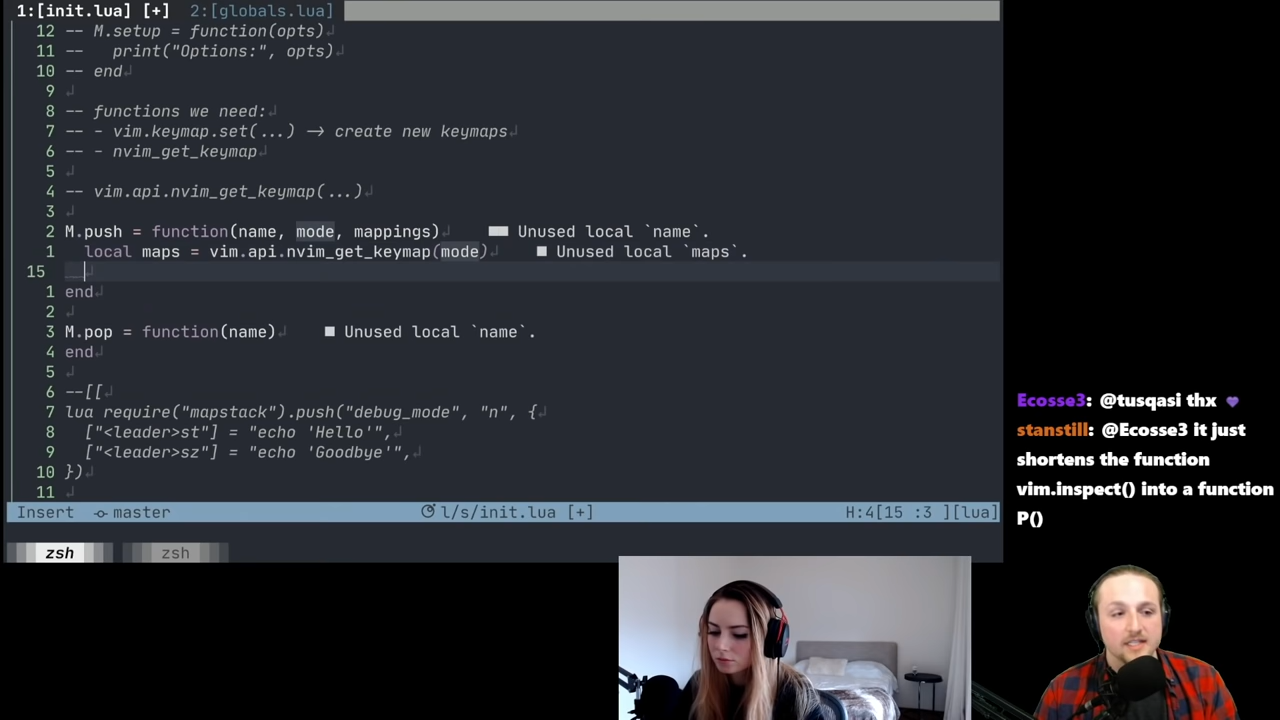 1:[init.lua] [+]  2:[globals.lua]
12 -- M.setup = function(opts)↲
11 --   print("Options:", opts)↲
10 -- end↲
9 ↲
8 -- functions we need:↲
7 -- - vim.keymap.set(...) -> create new keymaps↲
6 -- - nvim_get_keymap↲
5 ↲
4 -- vim.api.nvim_get_keymap(...)↲
3 ↲
2 M.push = function(name, mode, mappings)↲ ■■ Unused local `name`.
1   local maps = vim.api.nvim_get_keymap(mode)↲ ■ Unused local `maps`.
15 __↲
1 end↲
2 ↲
3 M.pop = function(name)↲ ■ Unused local `name`.
4 end↲
5 ↲
6 --[[↲
7 lua require("mapstack").push("debug_mode", "n", {↲
8   ["<leader>st"] = "echo 'Hello'",↲
9   ["<leader>sz"] = "echo 'Goodbye'",↲
10 })↲
11 ↲
Insert master l/s/init.lua [+] H:4[15 :3 ][lua]
zsh zsh
Ecosse3: @tusqasi thx 💜
stanstill: @Ecosse3 it just
shortens the function
vim.inspect() into a function
P()